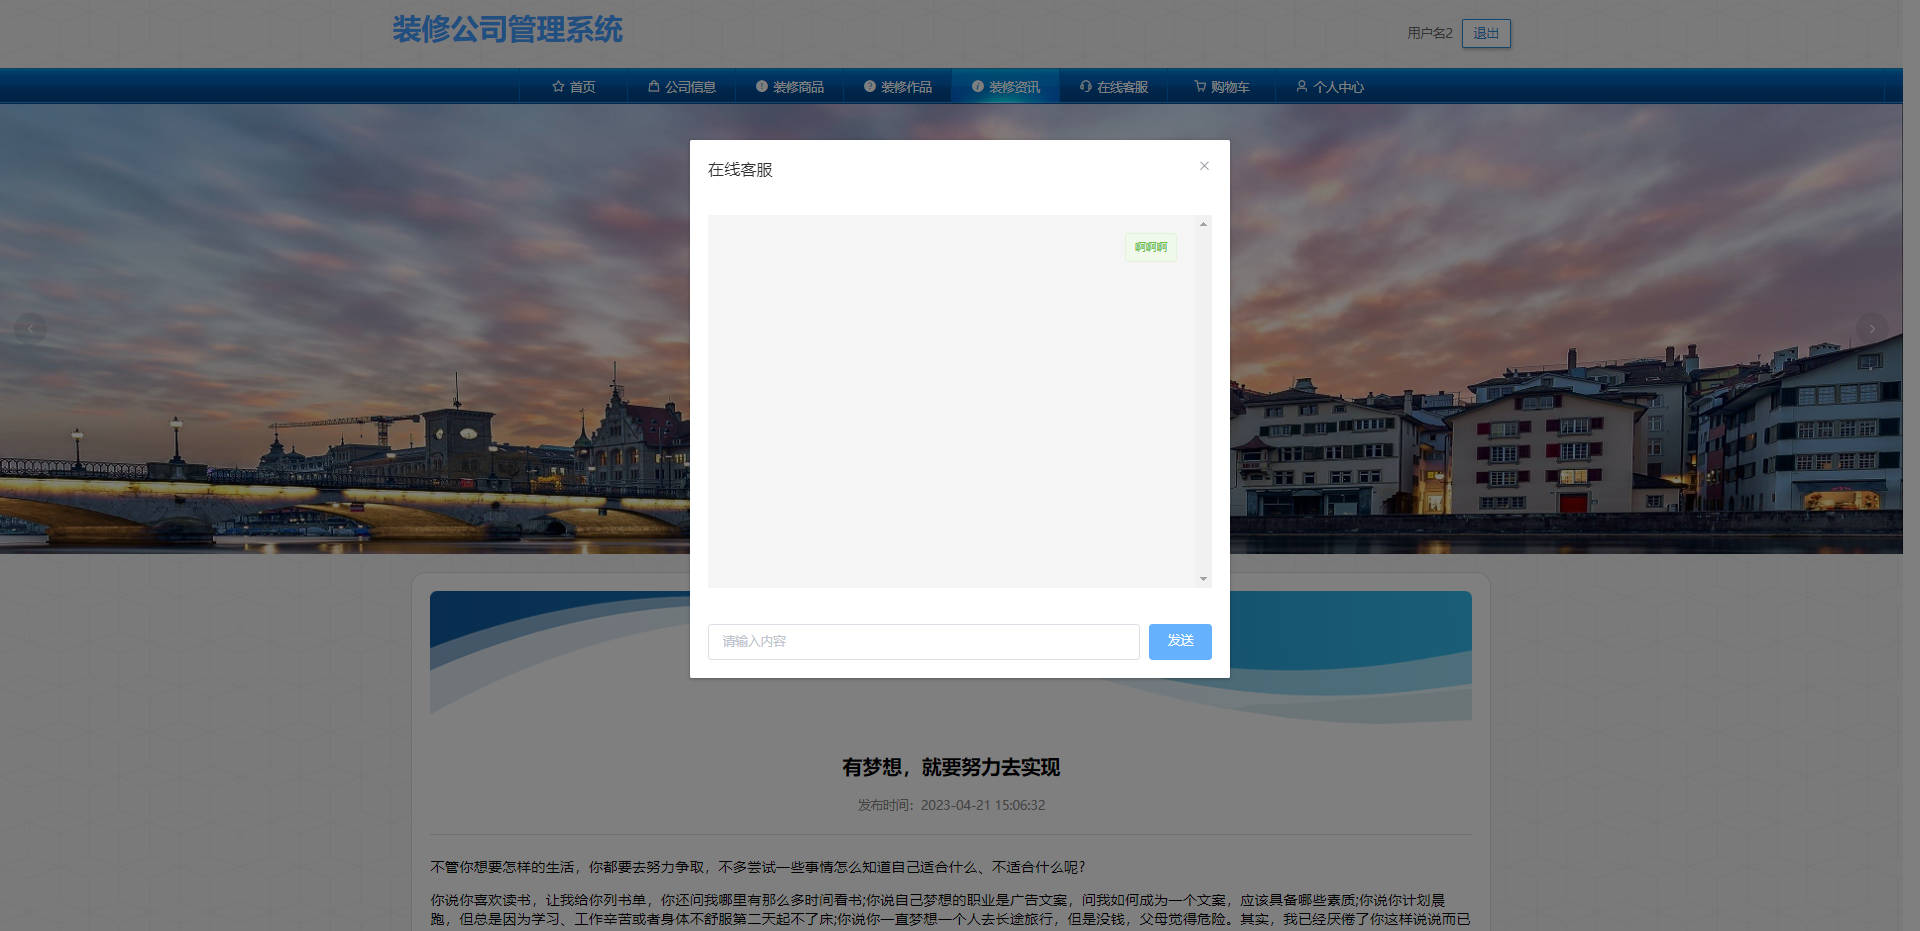 装修公司管理系统
用户名2 退出
首页 公司信息 装修商品 装修作品 装修资讯 在线客服 购物车 个人中心
在线客服
啊啊啊
请输入内容 发送
有梦想，就要努力去实现
发布时间：2023-04-21 15:06:32
不管你想要怎样的生活，你都要去努力争取，不多尝试一些事情怎么知道自己适合什么、不适合什么呢?
你说你喜欢读书，让我给你列书单，你还问我哪里有那么多时间看书;你说自己梦想的职业是广告文案，问我如何成为一个文案，应该具备哪些素质;你说你计划晨
跑，但总是因为学习、工作辛苦或者身体不舒服第二天起不了床;你说你一直梦想一个人去长途旅行，但是没钱，父母觉得危险。其实，我已经厌倦了你这样说说而已